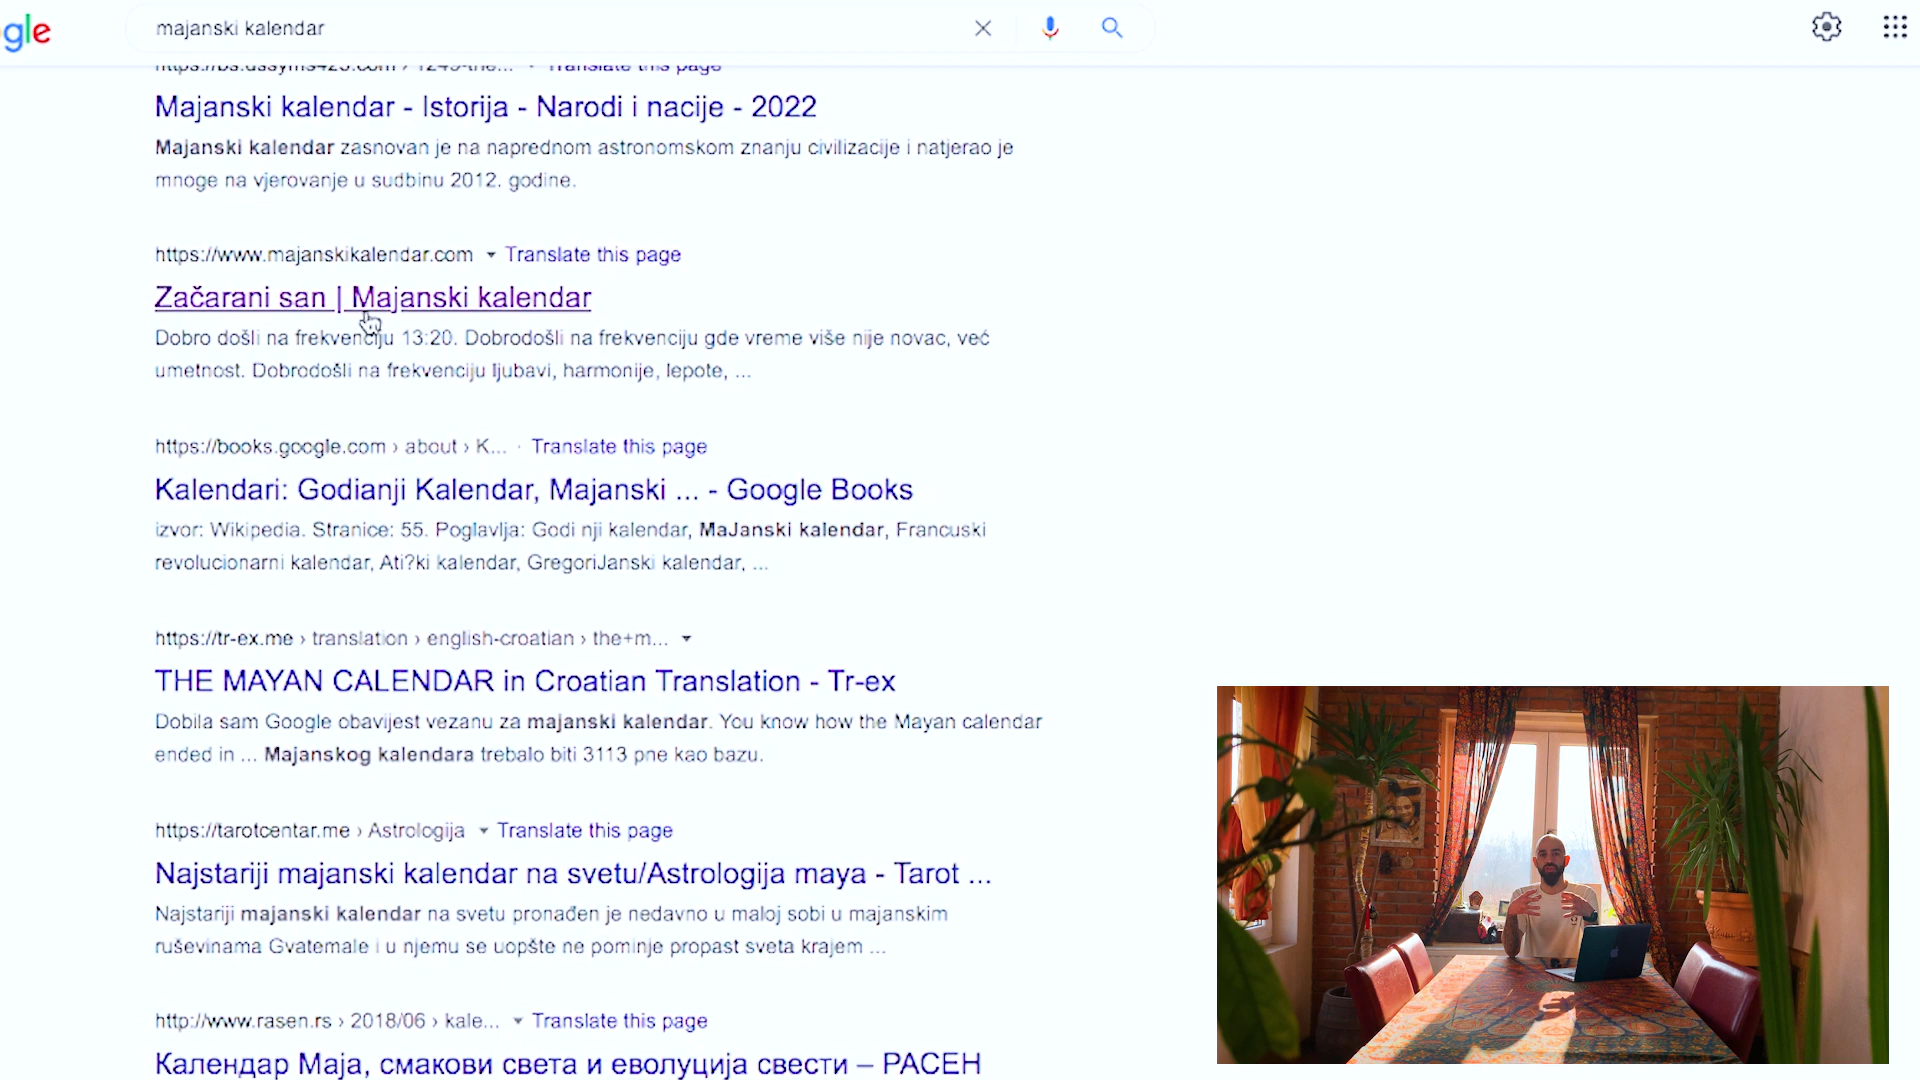 gle
majanski kalendar
Translate this page
Majanski kalendar - Istorija - Narodi i nacije - 2022
Majanski kalendar zasnovan je na naprednom astronomskom znanju civilizacije i natjerao je
mnoge na vjerovanje u sudbinu 2012. godine.
https://www.majanskikalendar.com Translate this page
Začarani san | Majanski kalendar
Dobro došli na frekvenciju 13:20. Dobrodošli na frekvenciju gde vreme više nije novac, već
umetnost. Dobrodošli na frekvenciju ljubavi, harmonije, lepote, ...
https://books.google.com › about › K... · Translate this page
Kalendari: Godianji Kalendar, Majanski ... - Google Books
izvor: Wikipedia. Stranice: 55. Poglavlja: Godi nji kalendar, MaJanski kalendar, Francuski
revolucionarni kalendar, Ati?ki kalendar, GregoriJanski kalendar, ...
https://tr-ex.me › translation › english-croatian › the+m...
THE MAYAN CALENDAR in Croatian Translation - Tr-ex
Dobila sam Google obavijest vezanu za majanski kalendar. You know how the Mayan calendar
ended in ... Majanskog kalendara trebalo biti 3113 pne kao bazu.
https://tarotcentar.me › Astrologija Translate this page
Najstariji majanski kalendar na svetu/Astrologija maya - Tarot ...
Najstariji majanski kalendar na svetu pronađen je nedavno u maloj sobi u majanskim
ruševinama Gvatemale i u njemu se uopšte ne pominje propast sveta krajem ...
http://www.rasen.rs › 2018/06 › kale... Translate this page
Календар Маја, смакови света и еволуција свести – РАСЕН